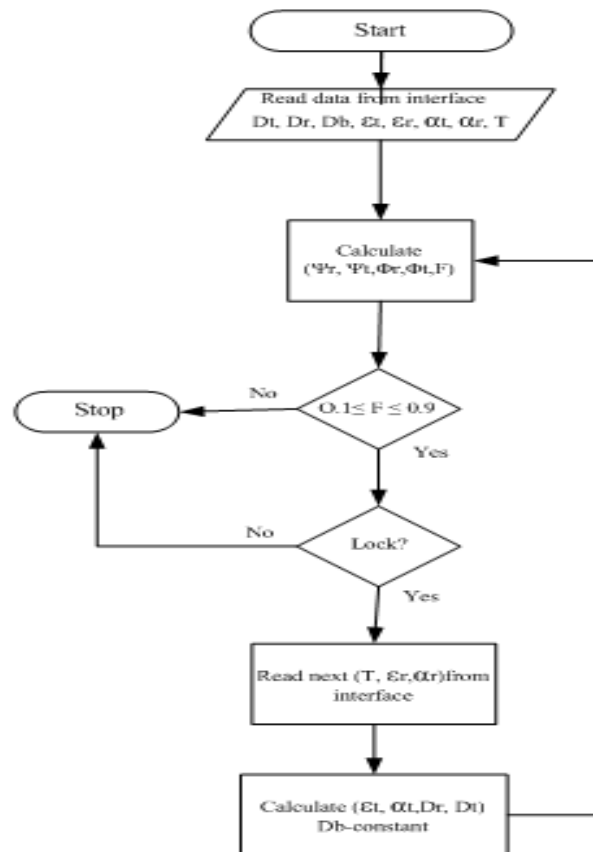 Start
Read data from interface
Dt, Dr, Db, εt, εr, αt, αr, T
Calculate
(Ψr, Ψt,Φr,Φt,F)
No
Stop
O.1≤ F ≤ 0.9
Yes
No
Lock?
Yes
Read next (T, εr,αr)from
interface
Calculate (εt, αt,Dr, Dt)
Db-constant